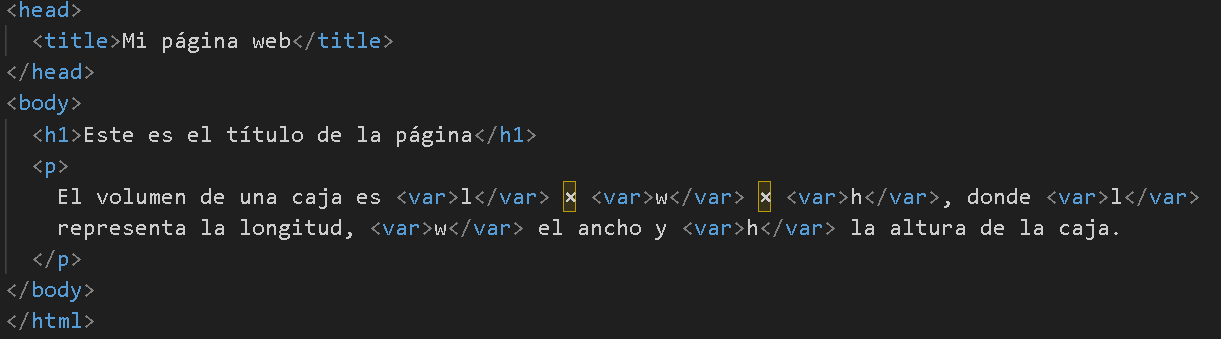 <head>
<title>Mi página web</title>
</head>
<body>
<h1>Este es el título de la página</h1>
<p>
El volumen de una caja es <var>l</var> × <var>w</var> × <var>h</var>, donde <var>l</var>
representa la longitud, <var>w</var> el ancho y <var>h</var> la altura de la caja.
</p>
</body>
</html>